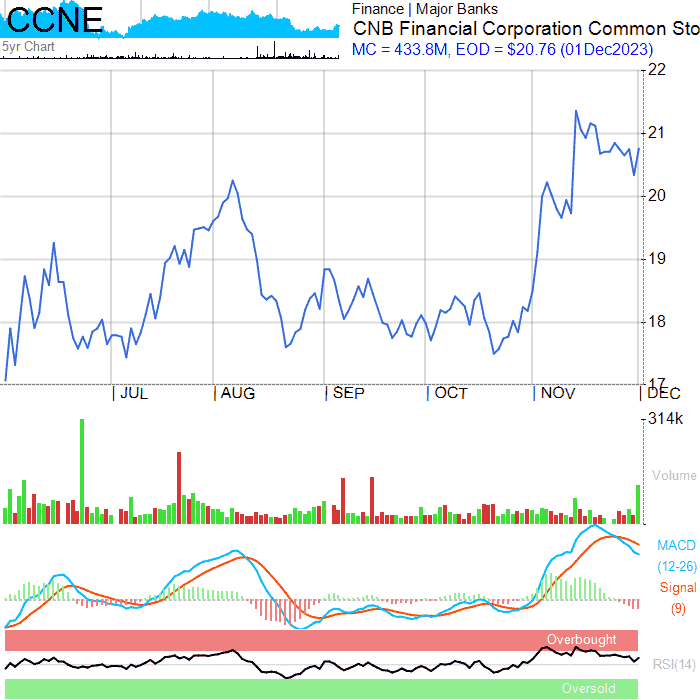 CCNE
5yr Chart
Finance | Major Banks
CNB Financial Corporation Common Sto
MC = 433.8M, EOD = $20.76 (01Dec2023)
22
21
20
19
18
17
JUL
AUG
SEP
OCT
NOV
DEC
314k
Volume
MACD
(12-26)
Signal
(9)
Overbought
RSI(14)
Oversold